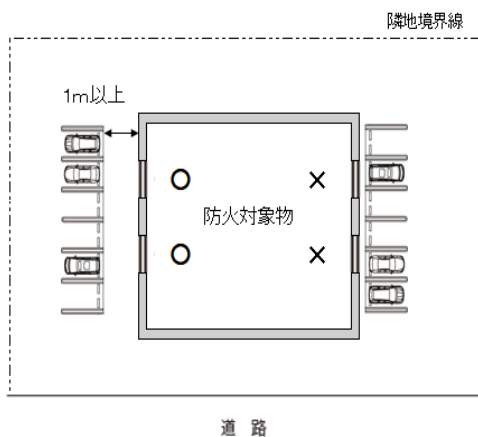 隣地境界線
1m以上
○ ×
防火対象物
○ ×
道 路